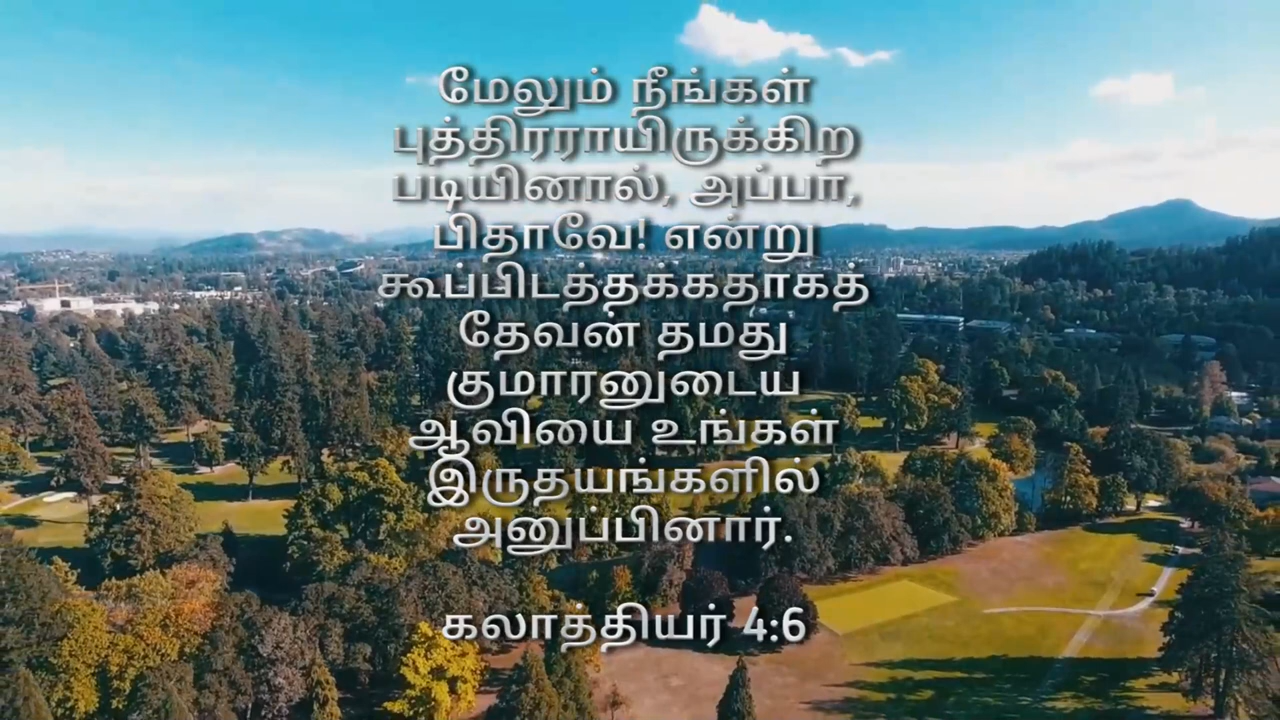 மேலும் நீங்கள்
புத்திரராயிருக்கிற
படியினால், அப்பா,
பிதாவே! என்று
கூப்பிடத்தக்கதாகத்
தேவன் தமது
குமாரனுடைய
ஆவியை உங்கள்
இருதயங்களில்
அனுப்பினார்.
கலாத்தியர் 4:6